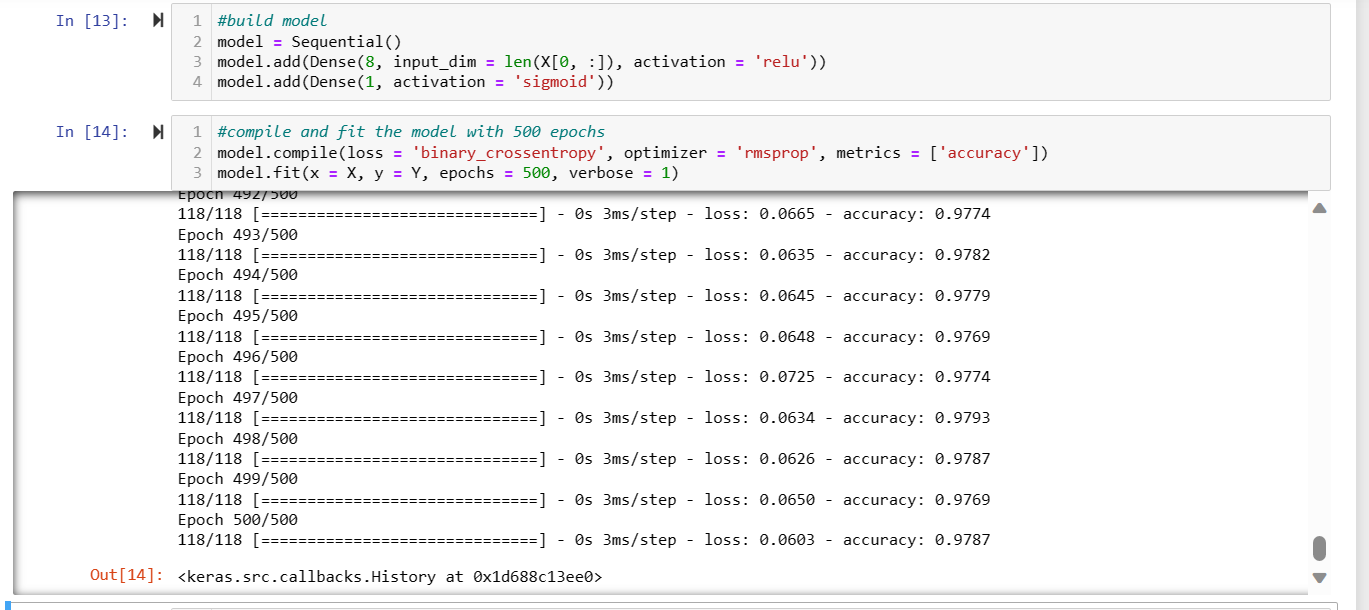 In [13]:
1 #build model
2 model = Sequential()
3 model.add(Dense(8, input_dim = len(X[0, :]), activation = 'relu'))
4 model.add(Dense(1, activation = 'sigmoid'))
In [14]:
1 #compile and fit the model with 500 epochs
2 model.compile(loss = 'binary_crossentropy', optimizer = 'rmsprop', metrics = ['accuracy'])
3 model.fit(x = X, y = Y, epochs = 500, verbose = 1)
Epoch 492/500
118/118 [==============================] - 0s 3ms/step - loss: 0.0665 - accuracy: 0.9774
Epoch 493/500
118/118 [==============================] - 0s 3ms/step - loss: 0.0635 - accuracy: 0.9782
Epoch 494/500
118/118 [==============================] - 0s 3ms/step - loss: 0.0645 - accuracy: 0.9779
Epoch 495/500
118/118 [==============================] - 0s 3ms/step - loss: 0.0648 - accuracy: 0.9769
Epoch 496/500
118/118 [==============================] - 0s 3ms/step - loss: 0.0725 - accuracy: 0.9774
Epoch 497/500
118/118 [==============================] - 0s 3ms/step - loss: 0.0634 - accuracy: 0.9793
Epoch 498/500
118/118 [==============================] - 0s 3ms/step - loss: 0.0626 - accuracy: 0.9787
Epoch 499/500
118/118 [==============================] - 0s 3ms/step - loss: 0.0650 - accuracy: 0.9769
Epoch 500/500
118/118 [==============================] - 0s 3ms/step - loss: 0.0603 - accuracy: 0.9787
Out[14]: <keras.src.callbacks.History at 0x1d688c13ee0>